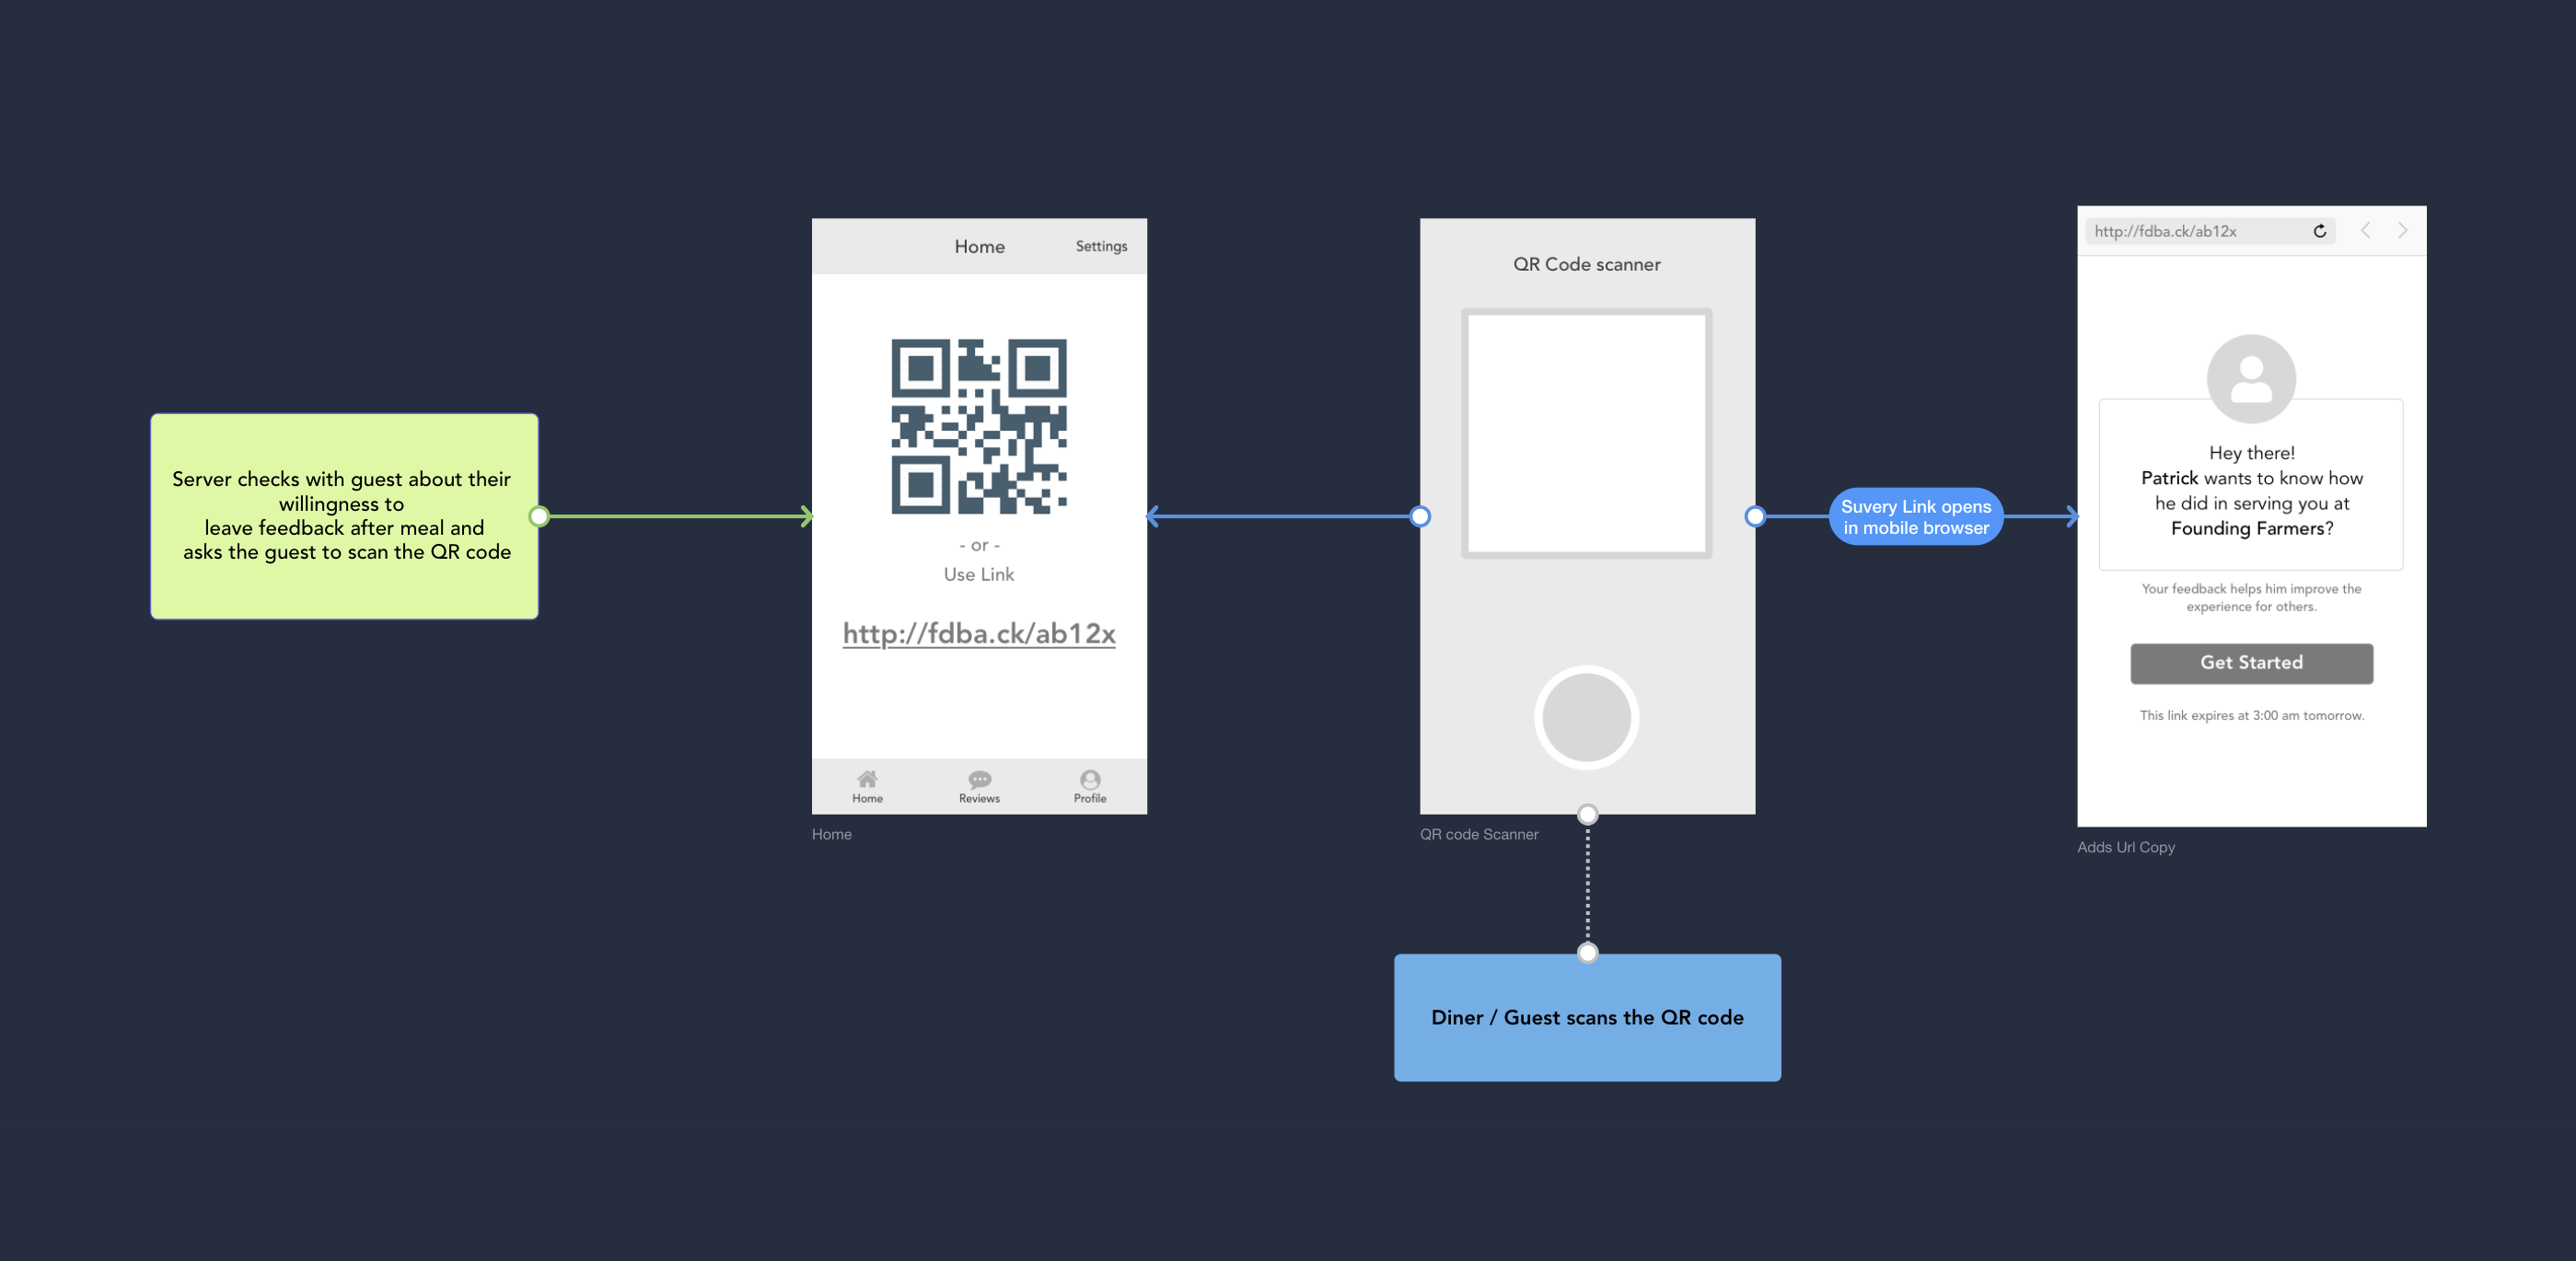 Server checks with guest about their
willingness to
leave feedback after meal and
asks the guest to scan the QR code
Home
Settings
- or -
Use Link
http://fdba.ck/ab12x
Home
Reviews
Profile
Home
QR Code scanner
QR code Scanner
Diner / Guest scans the QR code
Suvery Link opens
in mobile browser
http://fdba.ck/ab12x
Hey there!
Patrick wants to know how
he did in serving you at
Founding Farmers?
Your feedback helps him improve the
experience for others.
Get Started
This link expires at 3:00 am tomorrow.
Adds Url Copy